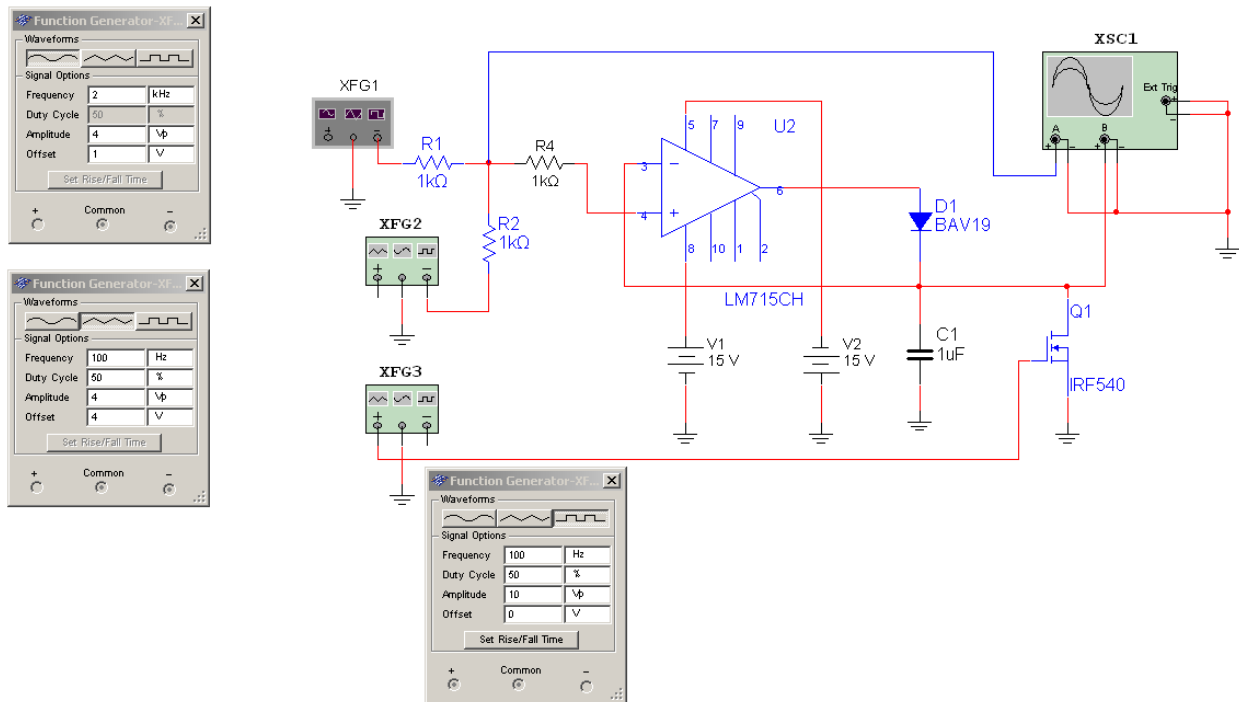 Function Generator-XF...
Waveforms
Signal Options
Frequency 2 kHz
Duty Cycle 50 %
Amplitude 4 Vp
Offset 1 V
Set Rise/Fall Time
+ Common −
Function Generator-XF...
Waveforms
Signal Options
Frequency 100 Hz
Duty Cycle 50 %
Amplitude 4 Vp
Offset 4 V
Set Rise/Fall Time
+ Common −
XFG1
R1
1kΩ
R4
1kΩ
XFG2
R2
1kΩ
5 7 9
U2
3
4
6
8 10 1 2
LM715CH
XSC1
Ext Trig
+
−
A B
+ − + −
D1
BAV19
V1
15 V
V2
15 V
C1
1uF
Q1
IRF540
XFG3
Function Generator-XF...
Waveforms
Signal Options
Frequency 100 Hz
Duty Cycle 50 %
Amplitude 10 Vp
Offset 0 V
Set Rise/Fall Time
+ Common −